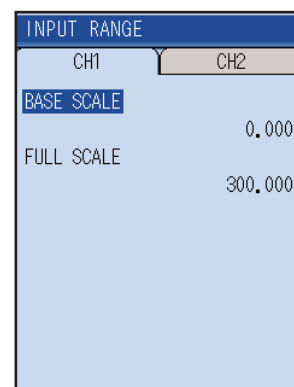 INPUT RANGE
CH1 CH2
BASE SCALE
0.000
FULL SCALE
300.000